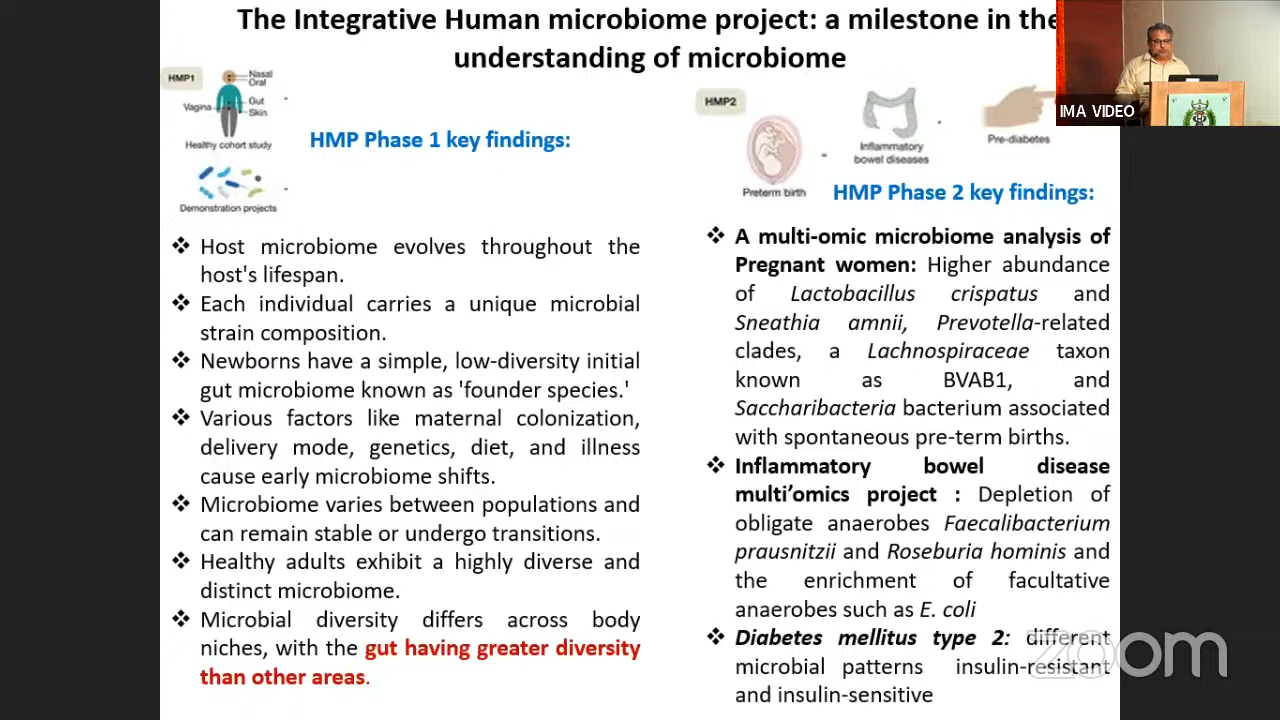 The Integrative Human microbiome project: a milestone in the
understanding of microbiome
HMP1
Nasal
Oral
Vagina
Gut
Skin
Healthy cohort study
Demonstration projects
HMP Phase 1 key findings:
❖ Host microbiome evolves throughout the
host's lifespan.
❖ Each individual carries a unique microbial
strain composition.
❖ Newborns have a simple, low-diversity initial
gut microbiome known as 'founder species.'
❖ Various factors like maternal colonization,
delivery mode, genetics, diet, and illness
cause early microbiome shifts.
❖ Microbiome varies between populations and
can remain stable or undergo transitions.
❖ Healthy adults exhibit a highly diverse and
distinct microbiome.
❖ Microbial diversity differs across body
niches, with the gut having greater diversity
than other areas.
HMP2
Preterm birth
Inflammatory
bowel diseases
Pre-diabetes
HMP Phase 2 key findings:
❖ A multi-omic microbiome analysis of
Pregnant women: Higher abundance
of Lactobacillus crispatus and
Sneathia amnii, Prevotella-related
clades, a Lachnospiraceae taxon
known as BVAB1, and
Saccharibacteria bacterium associated
with spontaneous pre-term births.
❖ Inflammatory bowel disease
multi’omics project : Depletion of
obligate anaerobes Faecalibacterium
prausnitzii and Roseburia hominis and
the enrichment of facultative
anaerobes such as E. coli
❖ Diabetes mellitus type 2: different
microbial patterns insulin-resistant
and insulin-sensitive
IMA VIDEO
zoom